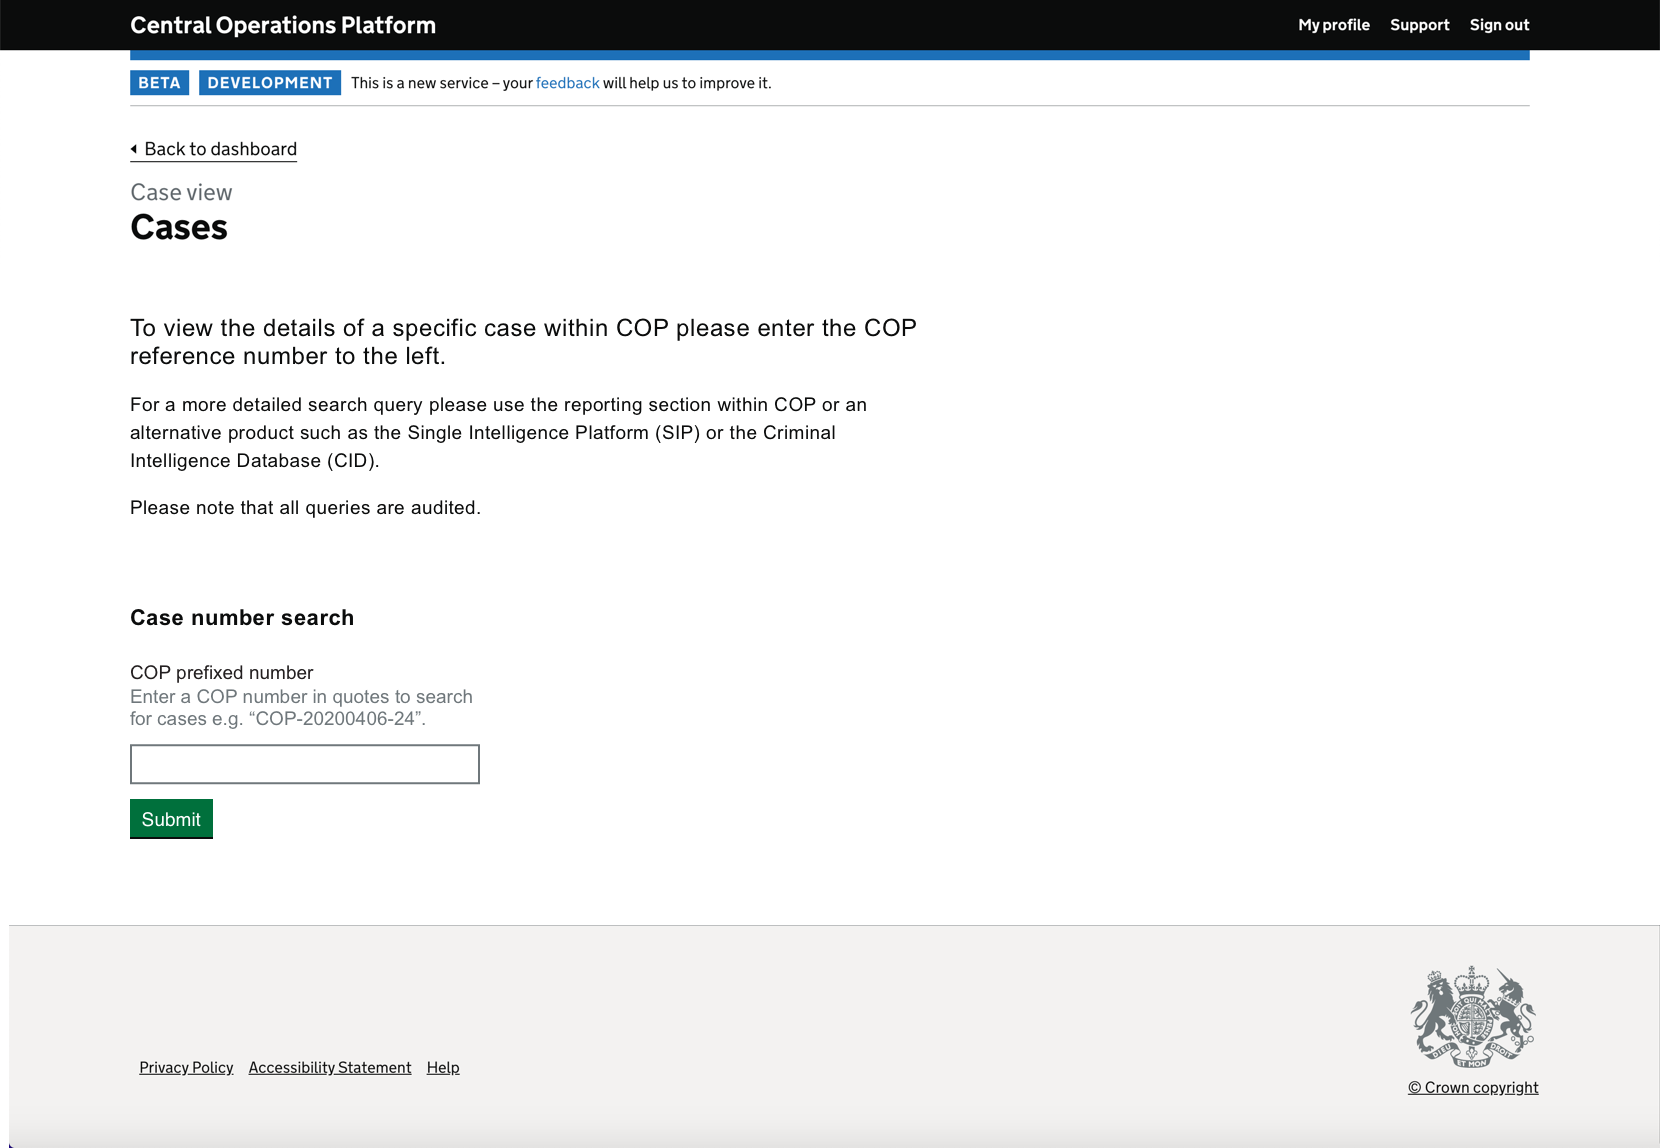 Central Operations Platform
My profile Support Sign out
BETA DEVELOPMENT This is a new service – your feedback will help us to improve it.
Back to dashboard
Case view
Cases
To view the details of a specific case within COP please enter the COP
reference number to the left.
For a more detailed search query please use the reporting section within COP or an
alternative product such as the Single Intelligence Platform (SIP) or the Criminal
Intelligence Database (CID).
Please note that all queries are audited.
Case number search
COP prefixed number
Enter a COP number in quotes to search
for cases e.g. “COP-20200406-24”.
Submit
DIEU ET MON DROIT
Privacy Policy Accessibility Statement Help
© Crown copyright